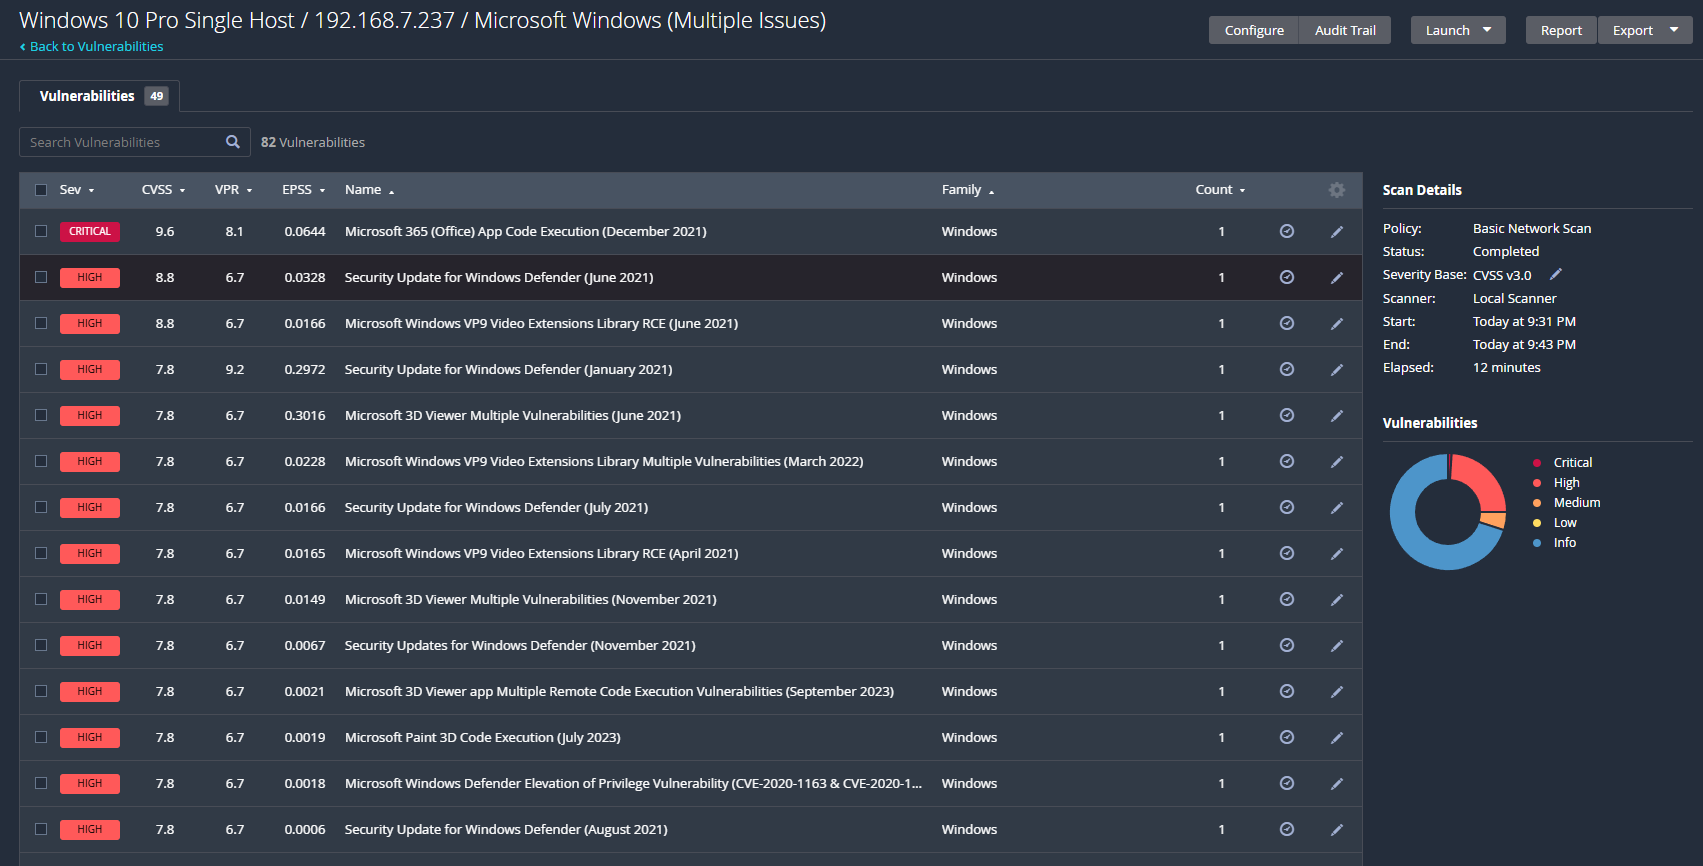 Windows 10 Pro Single Host / 192.168.7.237 / Microsoft Windows (Multiple Issues)
Back to Vulnerabilities
Configure Audit Trail Launch Report Export
Vulnerabilities 49
Search Vulnerabilities 82 Vulnerabilities
Sev CVSS VPR EPSS Name Family Count
CRITICAL 9.6 8.1 0.0644 Microsoft 365 (Office) App Code Execution (December 2021) Windows 1
HIGH 8.8 6.7 0.0328 Security Update for Windows Defender (June 2021) Windows 1
HIGH 8.8 6.7 0.0166 Microsoft Windows VP9 Video Extensions Library RCE (June 2021) Windows 1
HIGH 7.8 9.2 0.2972 Security Update for Windows Defender (January 2021) Windows 1
HIGH 7.8 6.7 0.3016 Microsoft 3D Viewer Multiple Vulnerabilities (June 2021) Windows 1
HIGH 7.8 6.7 0.0228 Microsoft Windows VP9 Video Extensions Library Multiple Vulnerabilities (March 2022) Windows 1
HIGH 7.8 6.7 0.0166 Security Update for Windows Defender (July 2021) Windows 1
HIGH 7.8 6.7 0.0165 Microsoft Windows VP9 Video Extensions Library RCE (April 2021) Windows 1
HIGH 7.8 6.7 0.0149 Microsoft 3D Viewer Multiple Vulnerabilities (November 2021) Windows 1
HIGH 7.8 6.7 0.0067 Security Updates for Windows Defender (November 2021) Windows 1
HIGH 7.8 6.7 0.0021 Microsoft 3D Viewer app Multiple Remote Code Execution Vulnerabilities (September 2023) Windows 1
HIGH 7.8 6.7 0.0019 Microsoft Paint 3D Code Execution (July 2023) Windows 1
HIGH 7.8 6.7 0.0018 Microsoft Windows Defender Elevation of Privilege Vulnerability (CVE-2020-1163 & CVE-2020-1... Windows 1
HIGH 7.8 6.7 0.0006 Security Update for Windows Defender (August 2021) Windows 1
Scan Details
Policy: Basic Network Scan
Status: Completed
Severity Base: CVSS v3.0
Scanner: Local Scanner
Start: Today at 9:31 PM
End: Today at 9:43 PM
Elapsed: 12 minutes
Vulnerabilities
Critical
High
Medium
Low
Info